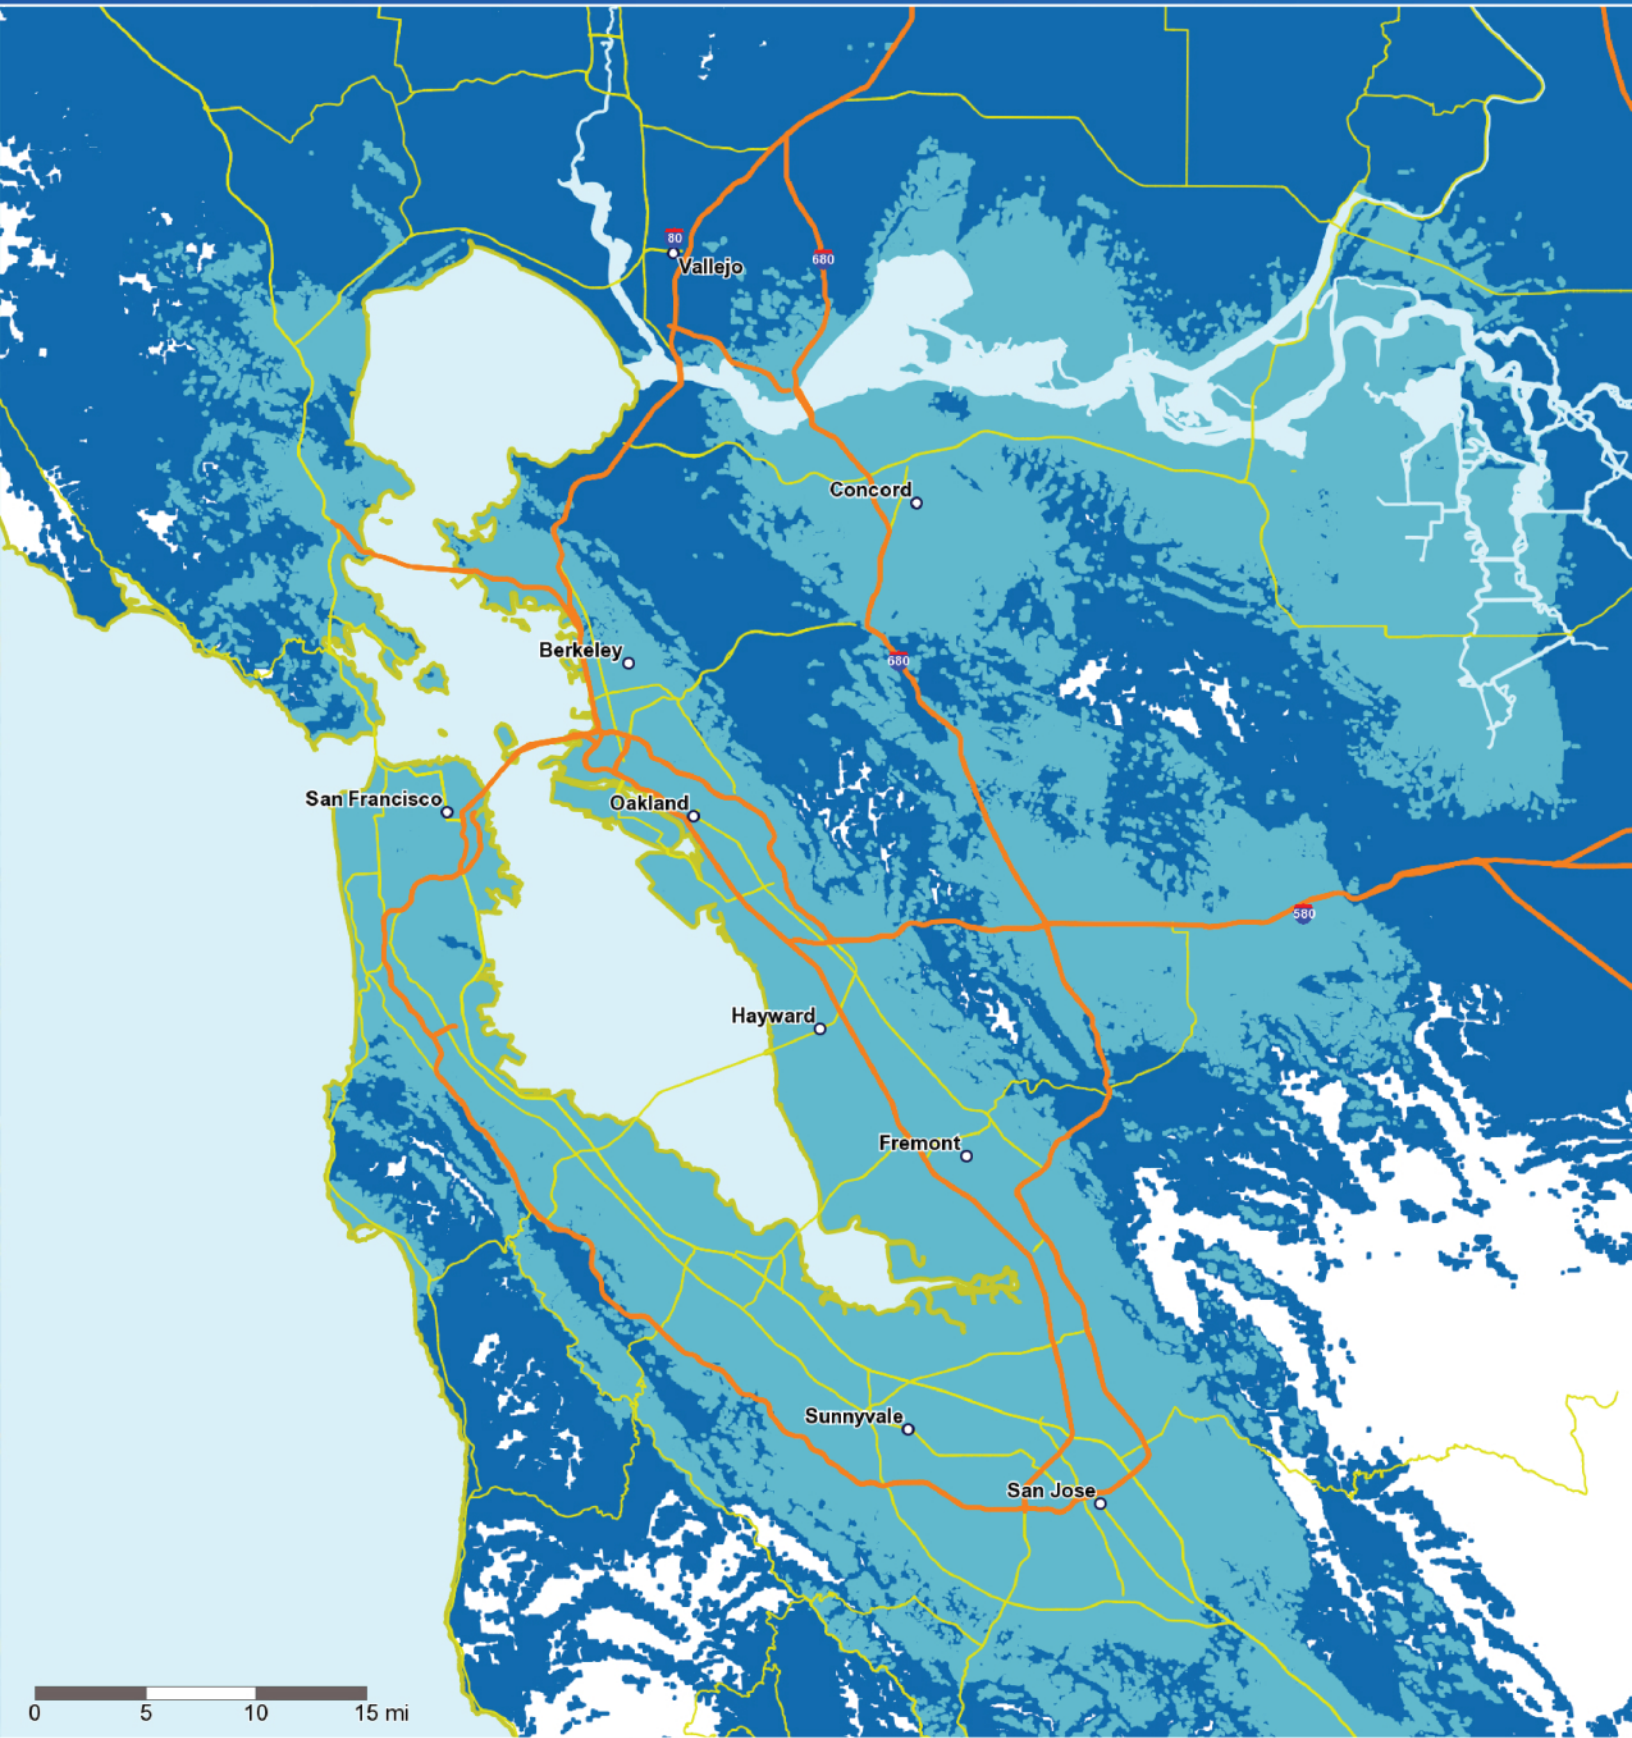 80
Vallejo
680
Concord
Berkeley
680
San Francisco
Oakland
580
Hayward
Fremont
Sunnyvale
San Jose
0 5 10 15 mi